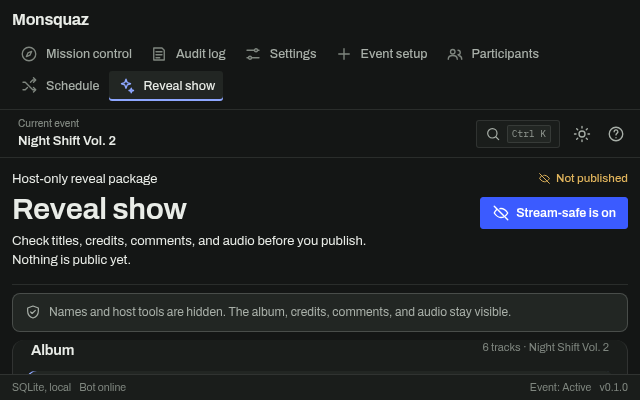 Monsquaz
Mission control
Audit log
Settings
Event setup
Participants
Schedule
Reveal show
Current event
Night Shift Vol. 2
Ctrl K
Host-only reveal package
Not published
Reveal show
Stream-safe is on
Check titles, credits, comments, and audio before you publish.
Nothing is public yet.
Names and host tools are hidden. The album, credits, comments, and audio stay visible.
Album
6 tracks · Night Shift Vol. 2
SQLite, local
Bot online
Event: Active
v0.1.0